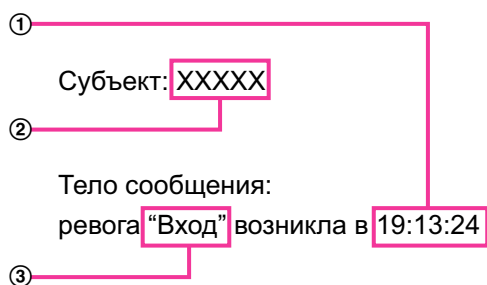 ①
Субъект: XXXXX
②
Тело сообщения:
ревога “Вход” возникла в 19:13:24
③